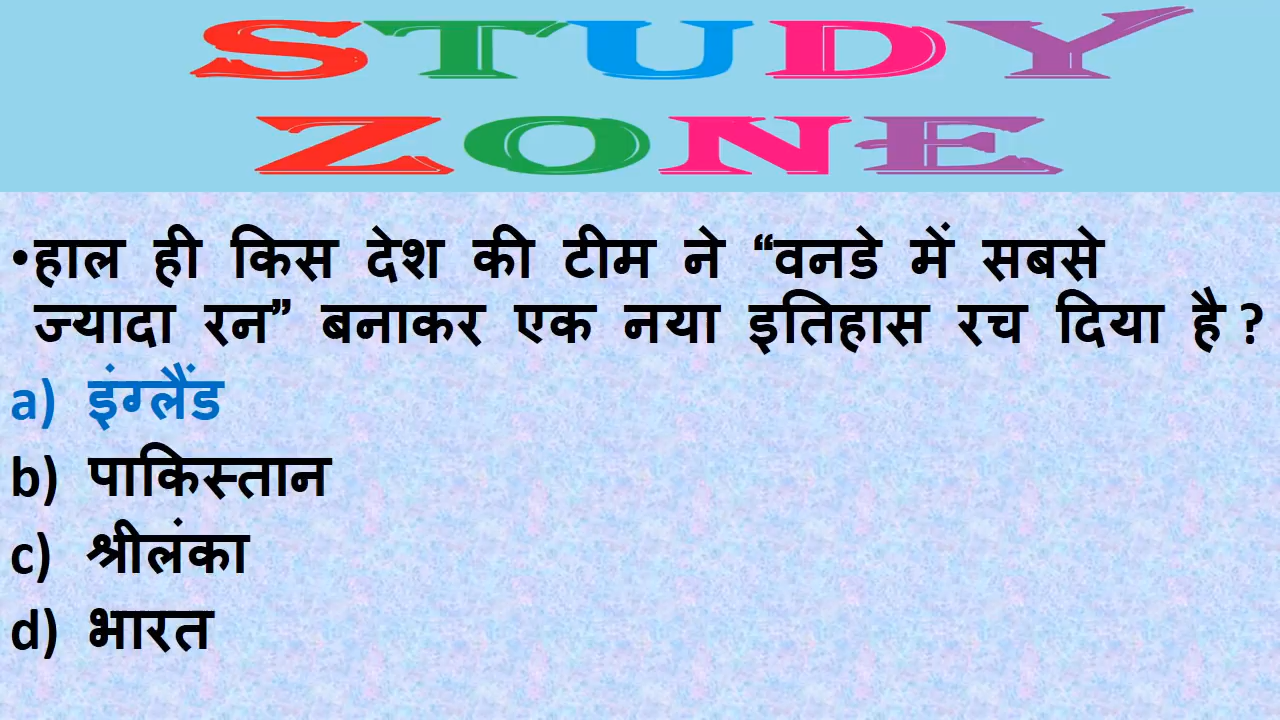 STUDY
ZONE
•हाल ही किस देश की टीम ने “वनडे में सबसे
ज्यादा रन” बनाकर एक नया इतिहास रच दिया है ?
a) इंग्लैंड
b) पाकिस्तान
c) श्रीलंका
d) भारत